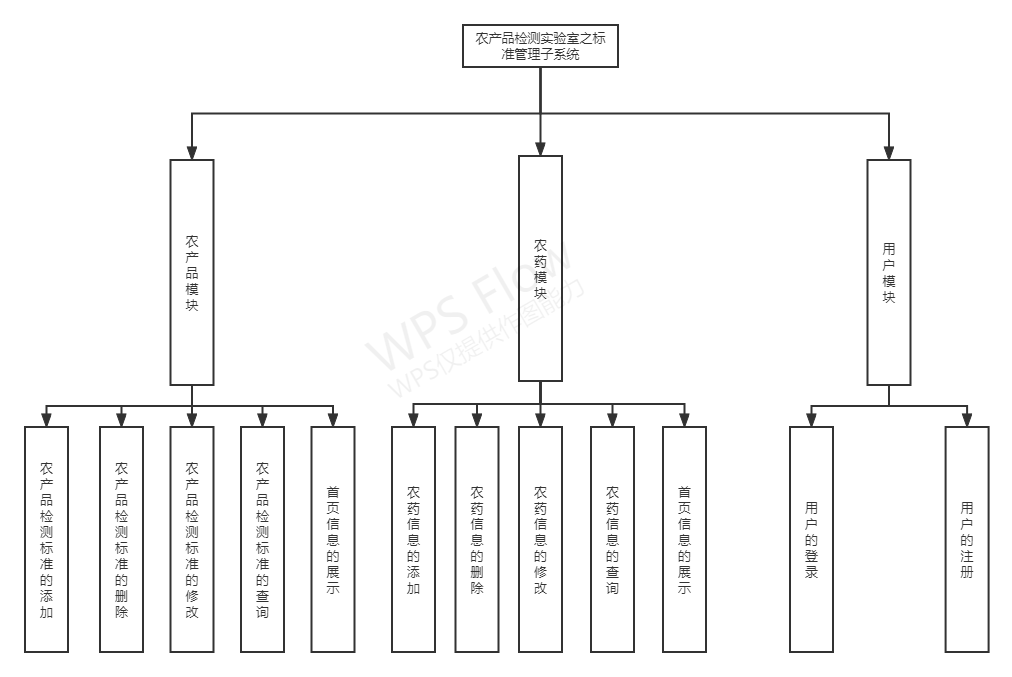 农产品检测实验室之标
准管理子系统
农产品模块
农药模块
用户模块
WPS Flow
WPS仅提供作图能力
农产品检测标准的添加
农产品检测标准的删除
农产品检测标准的修改
农产品检测标准的查询
首页信息的展示
农药信息的添加
农药信息的删除
农药信息的修改
农药信息的查询
首页信息的展示
用户的登录
用户的注册